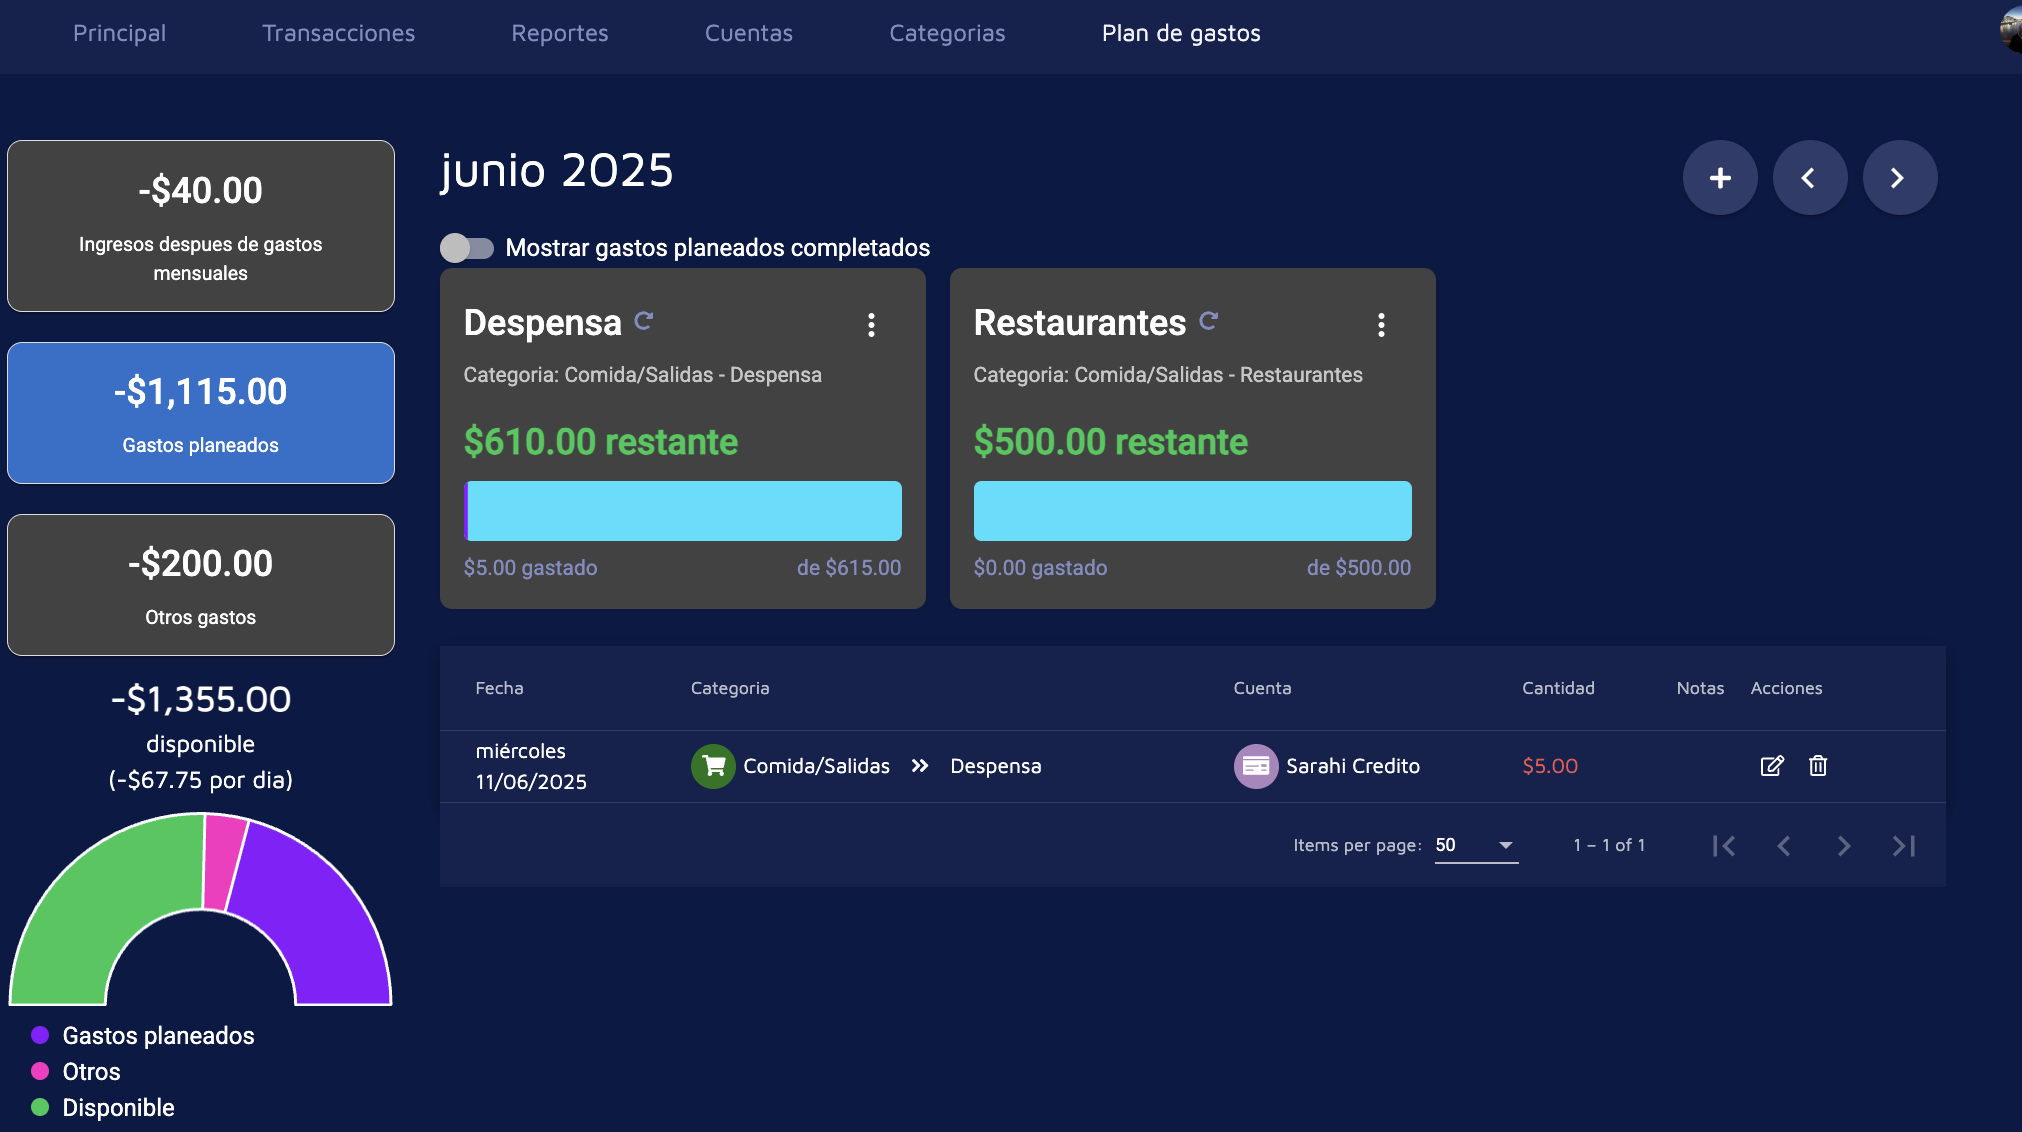 Principal
Transacciones
Reportes
Cuentas
Categorias
Plan de gastos
-$40.00
Ingresos despues de gastos
mensuales
-$1,115.00
Gastos planeados
-$200.00
Otros gastos
-$1,355.00
disponible
(-$67.75 por dia)
Gastos planeados
Otros
Disponible
junio 2025
Mostrar gastos planeados completados
Despensa
Categoria: Comida/Salidas - Despensa
$610.00 restante
$5.00 gastado
de $615.00
Restaurantes
Categoria: Comida/Salidas - Restaurantes
$500.00 restante
$0.00 gastado
de $500.00
Fecha
Categoria
Cuenta
Cantidad
Notas
Acciones
miércoles
11/06/2025
Comida/Salidas
Despensa
Sarahi Credito
$5.00
Items per page:
50
1 – 1 of 1